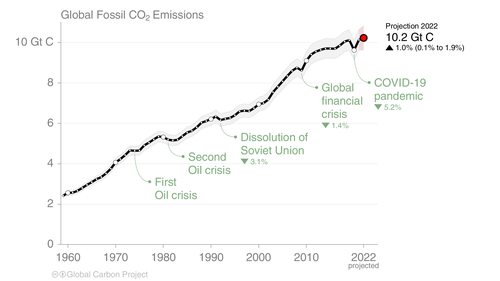 Global Fossil CO₂ Emissions
Projection 2022
10.2 Gt C
▲ 1.0% (0.1% to 1.9%)
10 Gt C
8
6
4
2
0
COVID-19
pandemic
▼ 5.2%
Global
financial
crisis
▼ 1.4%
Dissolution of
Soviet Union
▼ 3.1%
Second
Oil crisis
First
Oil crisis
1960
1970
1980
1990
2000
2010
2022
projected
Global Carbon Project